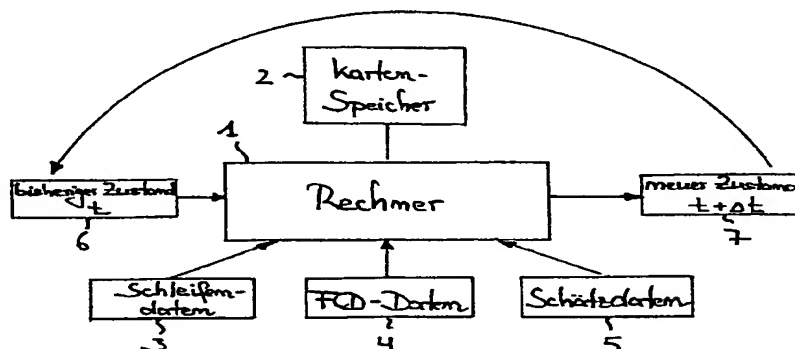 2
Karten-
Speicher
1
bisheriger Zustand
t
Rechner
neuer Zustand
t + Δt
6
7
Schleifen-
daten
FCD-Daten
Schätzdaten
3
4
5